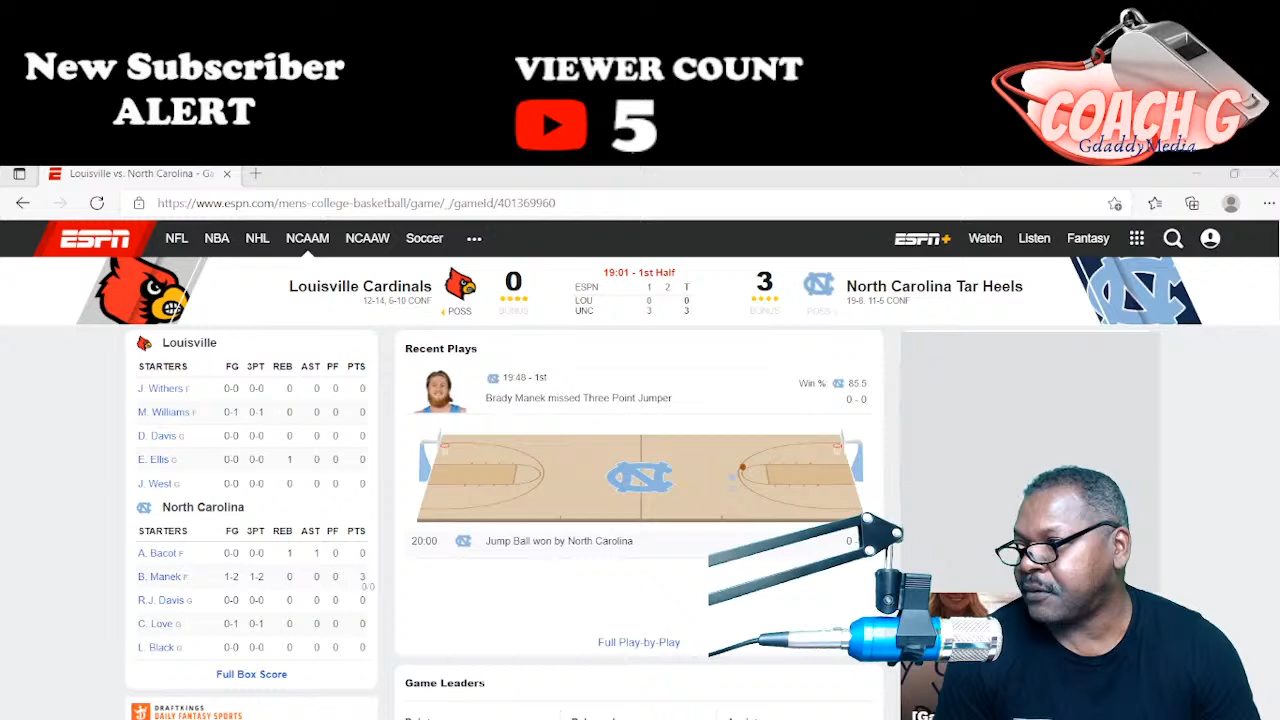 New Subscriber
ALERT
VIEWER COUNT
5
COACH G
GdaddyMedia
Louisville vs. North Carolina - Ga
https://www.espn.com/mens-college-basketball/game/_/gameId/401369960
ESPN NFL NBA NHL NCAAM NCAAW Soccer ... ESPN+ Watch Listen Fantasy
Louisville Cardinals
12-14, 6-10 CONF
POSS
0
BONUS
19:01 - 1st Half
ESPN 1 2 T
LOU 0 0
UNC 3 3
3
BONUS
POSS
North Carolina Tar Heels
19-8, 11-5 CONF
Louisville
STARTERS FG 3PT REB AST PF PTS
J. Withers F 0-0 0-0 0 0 0 0
M. Williams F 0-1 0-1 0 0 0 0
D. Davis G 0-0 0-0 0 0 0 0
E. Ellis G 0-0 0-0 1 0 0 0
J. West G 0-0 0-0 0 0 0 0
North Carolina
STARTERS FG 3PT REB AST PF PTS
A. Bacot F 0-0 0-0 1 1 0 0
B. Manek F 1-2 1-2 0 0 0 3
0/0
R.J. Davis G 0-0 0-0 0 0 0 0
C. Love G 0-1 0-1 0 0 0 0
L. Black G 0-0 0-0 0 0 0 0
Full Box Score
DRAFTKINGS
DAILY FANTASY SPORTS
Recent Plays
19:48 - 1st
Brady Manek missed Three Point Jumper
Win % 85.5
0 - 0
20:00 Jump Ball won by North Carolina 0 -
Full Play-by-Play
Game Leaders